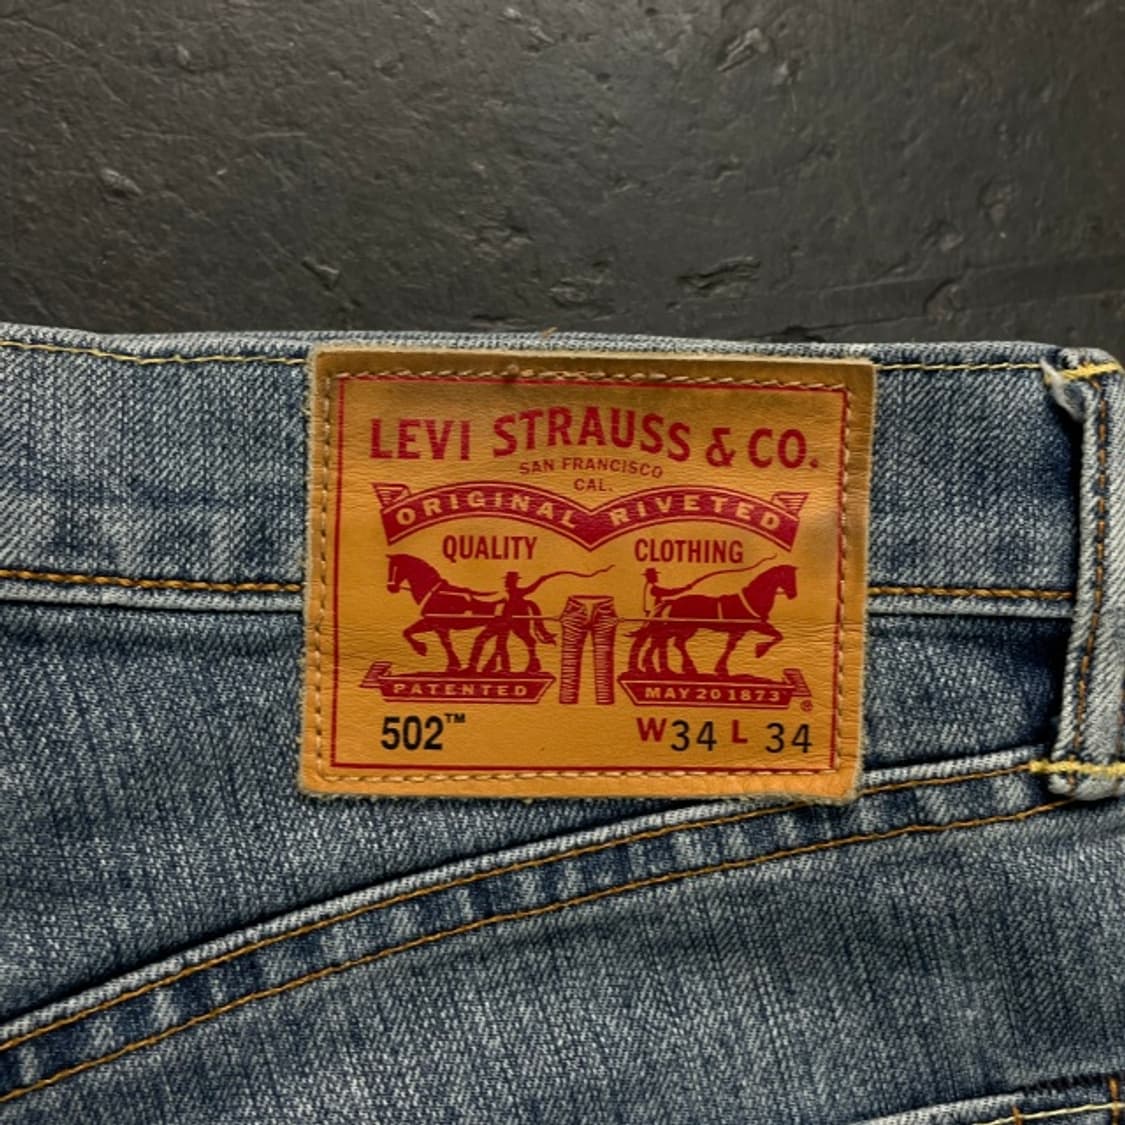 LEVI STRAUSS & CO.
SAN FRANCISCO
CAL.
ORIGINAL RIVETED
QUALITY CLOTHING
PATENTED MAY 20 1873 ®
502™ W34 L 34